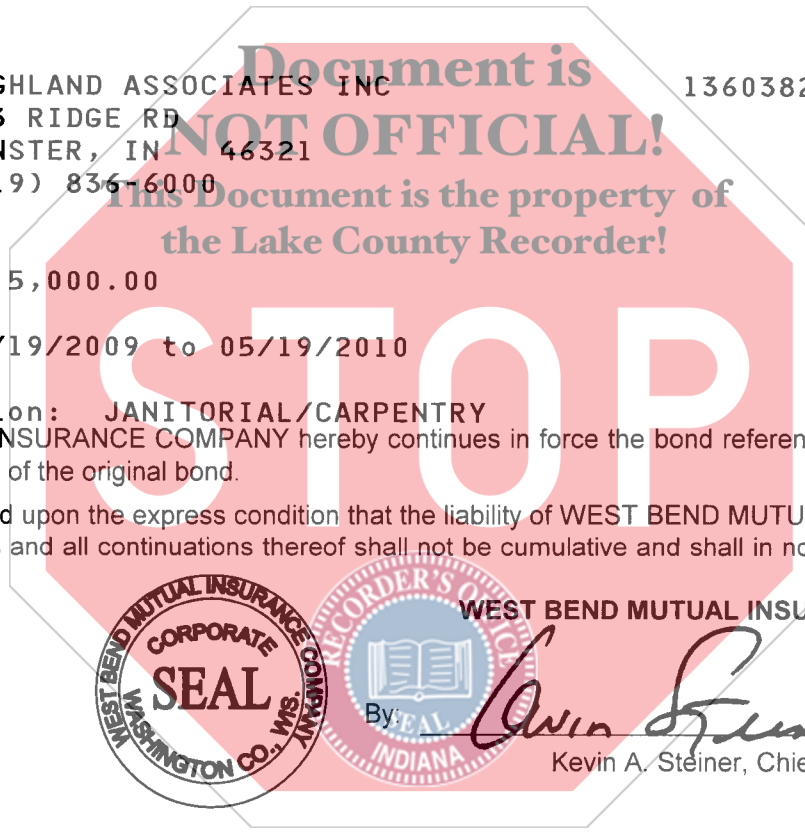 Document is
GHLAND ASSOCIATES INC 1360382
RIDGE RD
NOT OFFICIAL!
NSTER, IN 46321
9) 836-6000
This Document is the property of
the Lake County Recorder!
5,000.00
/19/2009 to 05/19/2010
STOP
on: JANITORIAL/CARPENTRY
INSURANCE COMPANY hereby continues in force the bond referen
of the original bond.
d upon the express condition that the liability of WEST BEND MUTU
and all continuations thereof shall not be cumulative and shall in no
WEST BEND MUTUAL INSURANCE COMPANY
CORPORATE
SEAL
WASHINGTON CO., WIS.
RECORDER'S OFFICE
SEAL
INDIANA
WEST BEND MUTUAL INSU
By: Kevin Steiner
Kevin A. Steiner, Chie